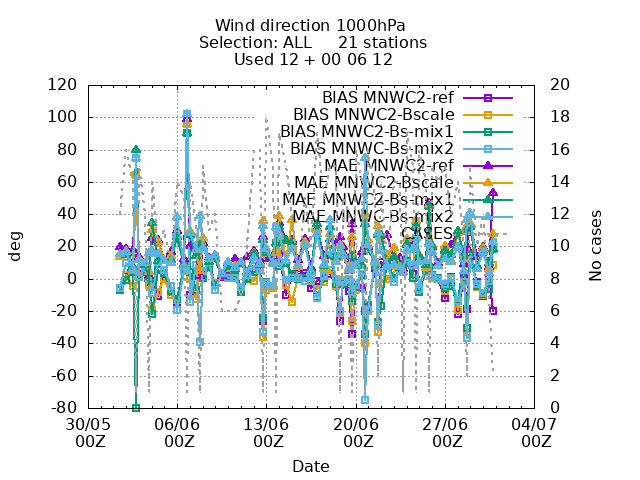 Wind direction 1000hPa
Selection: ALL 21 stations
Used 12 + 00 06 12
120 20
BIAS MNWC2-ref
100 18
BIAS MNWC2-Bscale
BIAS MNWC2-Bs-mix1
80 16
BIAS MNWC-Bs-mix2
MAE MNWC2-ref
60 14
MAE MNWC2-Bscale
MAE MNWC2-Bs-mix1
40 12
MAE MNWC-Bs-mix2
CASES
20 10
0 8
-20 6
-40 4
-60 2
-80 0
deg
No cases
30/05 06/06 13/06 20/06 27/06 04/07
00Z 00Z 00Z 00Z 00Z 00Z
Date